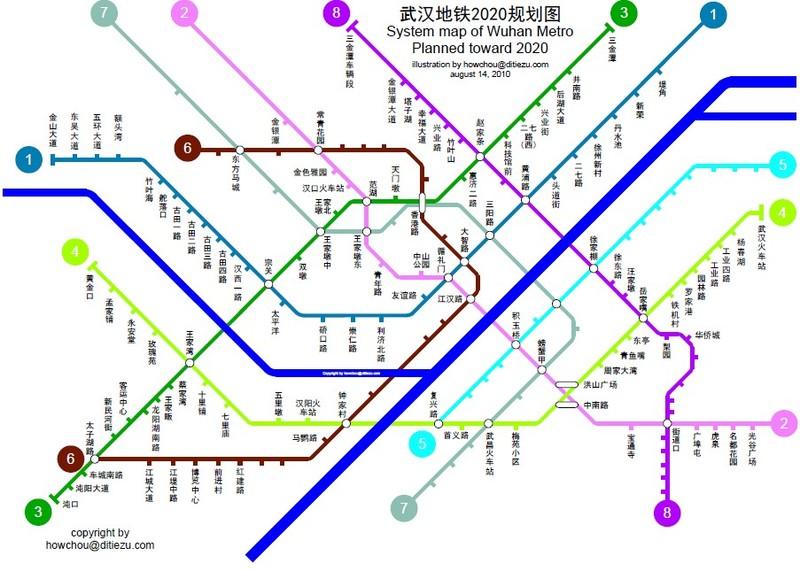 武汉地铁2020规划图
System map of Wuhan Metro
Planned toward 2020
illustration by howchou@ditiezu.com
august 14, 2010
7
2
8
3
1
三金潭车辆段
三金潭
金银潭大道
塔子湖
幸福大道
兴业路
竹叶山
赵家条
科技馆前
二七路(西)
兴业街
后湖大道
井南路
堤角
新荣
丹水池
徐州新村
二七路
头道街
黄浦路
金山大道
东吴大道
五环大道
额头湾
1
6
东方马城
金银潭
常青花园
金色雅园
汉口火车站
范湖
天门墩
惠济二路
香港路
三阳路
大智路
循礼门
江汉路
中山公园
青年路
友谊路
王家墩北
王家墩中
王家墩东
竹叶海
舵落口
古田一路
古田二路
古田三路
古田四路
汉西一路
宗关
双墩
太平洋
硚口路
崇仁路
利济北路
5
4
武汉火车站
杨春湖
工业四路
工业路
园林路
罗家港
铁机村
岳家嘴
汪家墩
徐东路
徐家棚
东亭
青鱼嘴
周家大湾
华侨城
梨园
洪山广场
中南路
积玉桥
螃蟹甲
4
黄金口
孟家铺
永安堂
玫瑰苑
王家湾
十里铺
七里庙
五里墩
汉阳火车站
钟家村
马鹦路
复兴路
5
首义路
武昌火车站
梅苑小区
7
宝通寺
街道口
广埠屯
虎泉
名都花园
光谷广场
2
8
客运中心
新民河街
蔡家湾
王家畈
龙阳湖南路
太子湖路
6
车城南路
沌阳大道
沌口
3
江城大道
江堤中路
博览中心
前进村
红建路
Copyright by howchou@ditiezu.com
copyright by
howchou@ditiezu.com